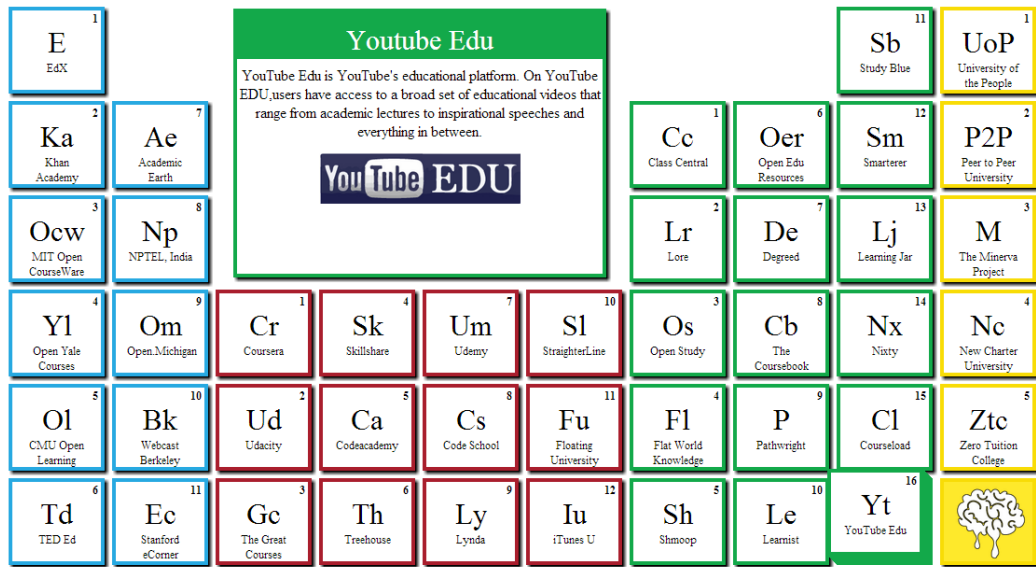 1
E
EdX
Youtube Edu
YouTube Edu is YouTube's educational platform. On YouTube
EDU,users have access to a broad set of educational videos that
range from academic lectures to inspirational speeches and
everything in between.
You Tube EDU
11
Sb
Study Blue
1
UoP
University of
the People
2
Ka
Khan
Academy
7
Ae
Academic
Earth
1
Cc
Class Central
6
Oer
Open Edu
Resources
12
Sm
Smarterer
2
P2P
Peer to Peer
University
3
Ocw
MIT Open
CourseWare
8
Np
NPTEL, India
2
Lr
Lore
7
De
Degreed
13
Lj
Learning Jar
3
M
The Minerva
Project
4
Yl
Open Yale
Courses
9
Om
Open.Michigan
1
Cr
Coursera
4
Sk
Skillshare
7
Um
Udemy
10
Sl
StraighterLine
3
Os
Open Study
8
Cb
The
Coursebook
14
Nx
Nixty
4
Nc
New Charter
University
5
Ol
CMU Open
Learning
10
Bk
Webcast
Berkeley
2
Ud
Udacity
5
Ca
Codeacademy
8
Cs
Code School
11
Fu
Floating
University
4
Fl
Flat World
Knowledge
9
P
Pathwright
15
Cl
Courseload
5
Ztc
Zero Tuition
College
6
Td
TED Ed
11
Ec
Stanford
eCorner
3
Gc
The Great
Courses
6
Th
Treehouse
9
Ly
Lynda
12
Iu
iTunes U
5
Sh
Shmoop
10
Le
Learnist
16
Yt
YouTube Edu